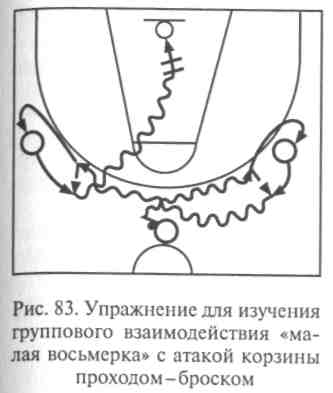 Рис. 83. Упражнение для изучения
группового взаимодействия «ма-
лая восьмерка» с атакой корзины
проходом–броском